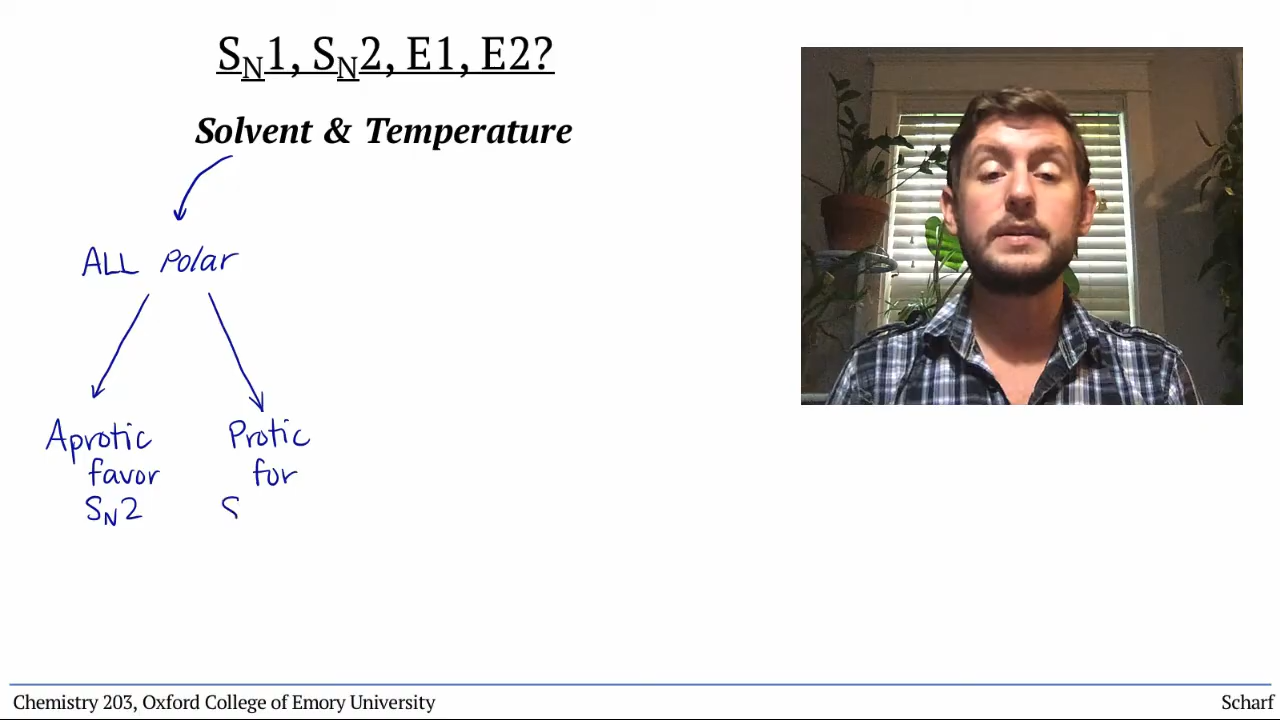 SN1, SN2, E1, E2?
Solvent & Temperature
ALL Polar
Aprotic
favor
SN2
Protic
for
S
Chemistry 203, Oxford College of Emory University
Scharf